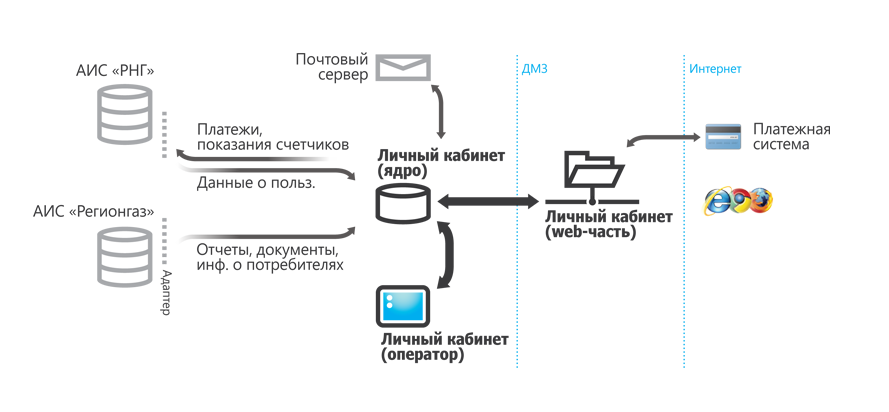 АИС «РНГ»
Почтовый
сервер
ДМЗ
Интернет
Платежи,
показания счетчиков
Данные о польз.
Личный кабинет
(ядро)
Платежная
система
АИС «Регионгаз»
Адаптер
Отчеты, документы,
инф. о потребителях
Личный кабинет
(web-часть)
Личный кабинет
(оператор)